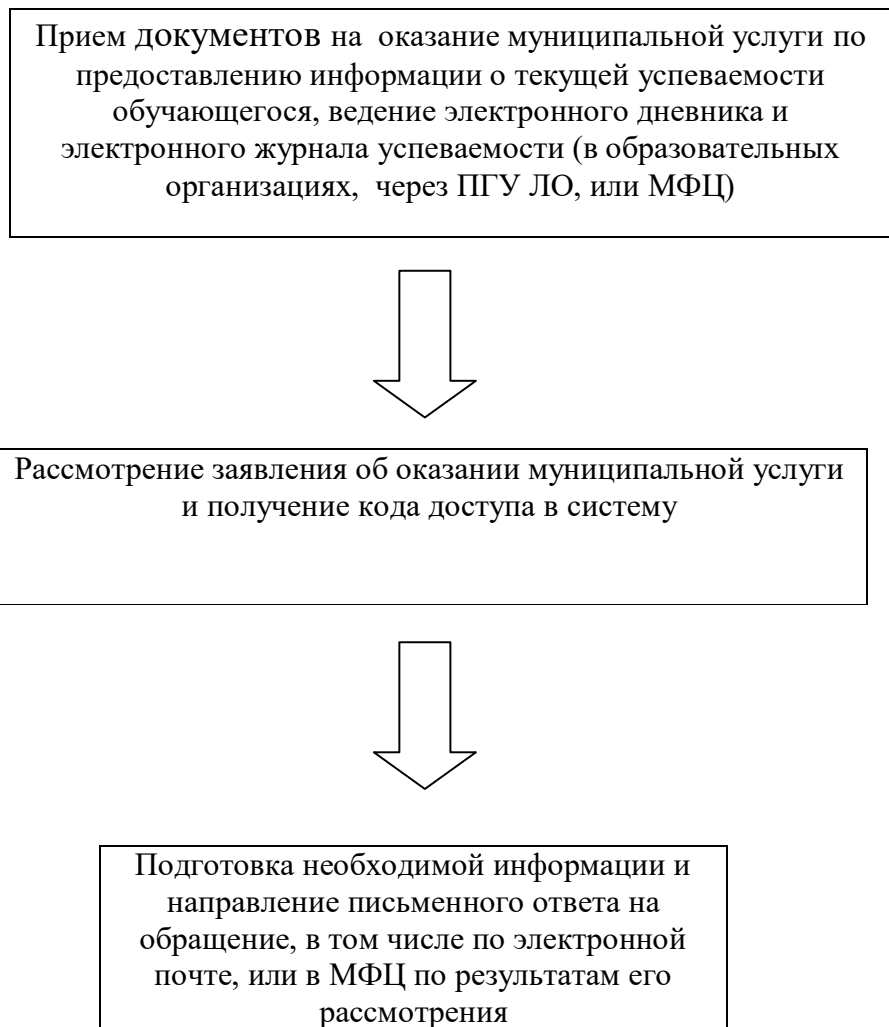 Прием документов на оказание муниципальной услуги по
предоставлению информации о текущей успеваемости
обучающегося, ведение электронного дневника и
электронного журнала успеваемости (в образовательных
организациях, через ПГУ ЛО, или МФЦ)
Рассмотрение заявления об оказании муниципальной услуги
и получение кода доступа в систему
Подготовка необходимой информации и
направление письменного ответа на
обращение, в том числе по электронной
почте, или в МФЦ по результатам его
рассмотрения